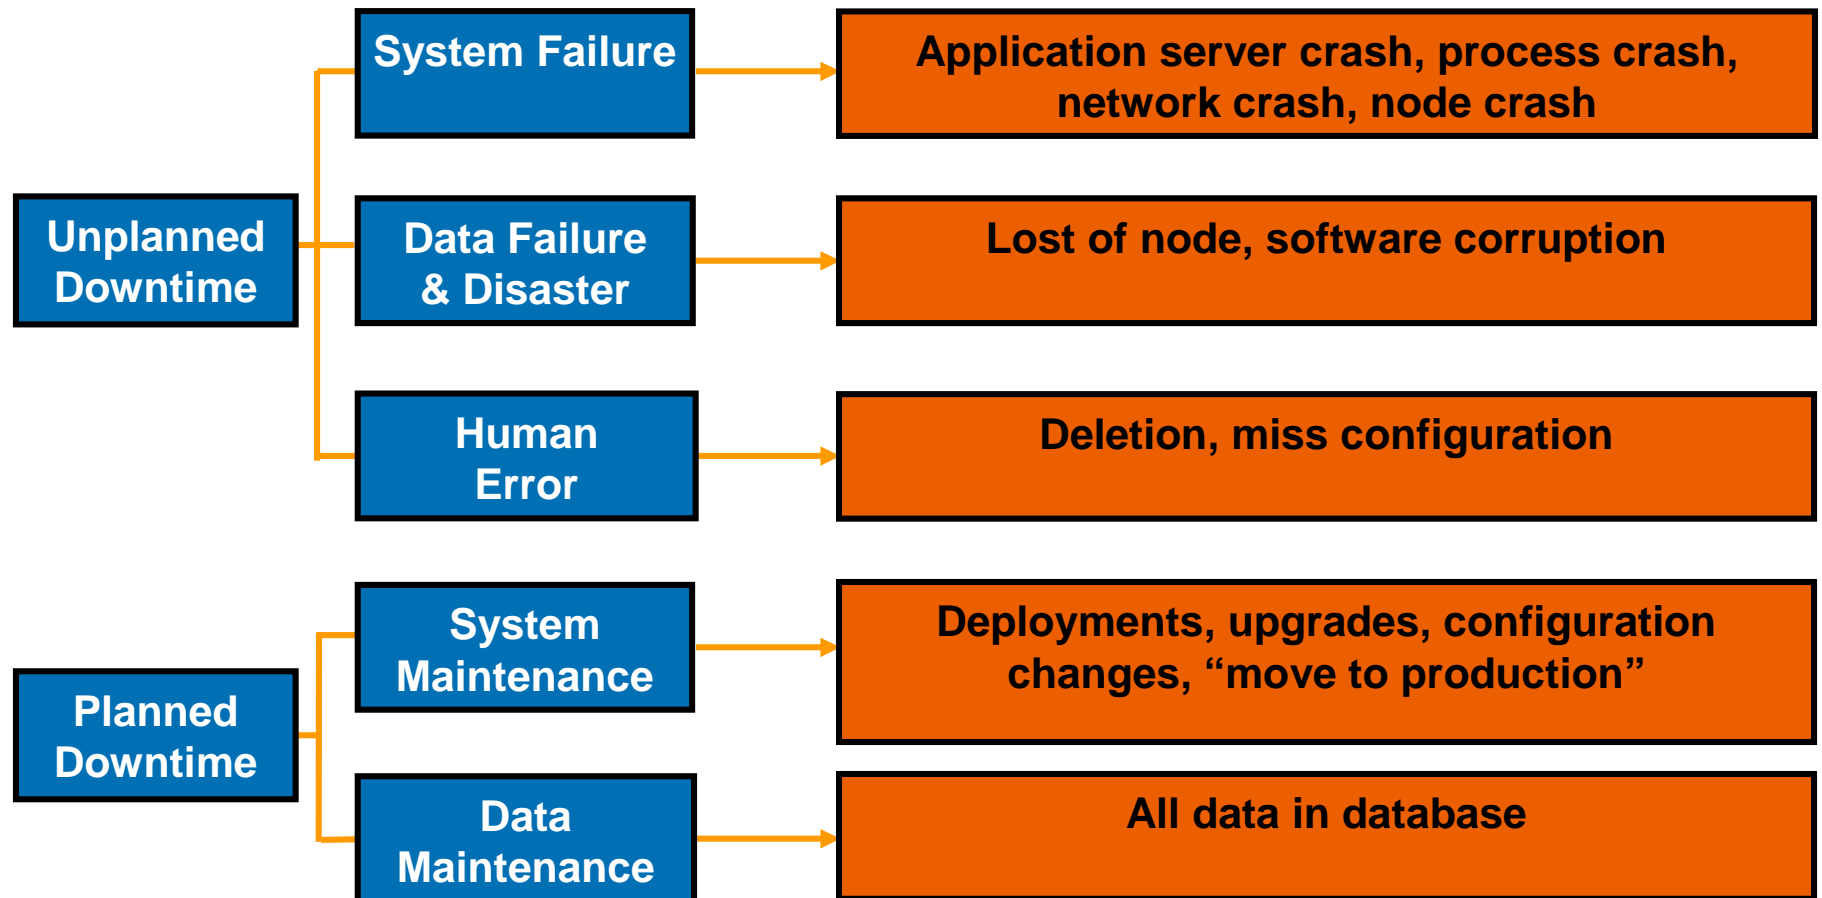 Unplanned
Downtime
System Failure
Application server crash, process crash,
network crash, node crash
Data Failure
& Disaster
Lost of node, software corruption
Human
Error
Deletion, miss configuration
Planned
Downtime
System
Maintenance
Deployments, upgrades, configuration
changes, “move to production”
Data
Maintenance
All data in database